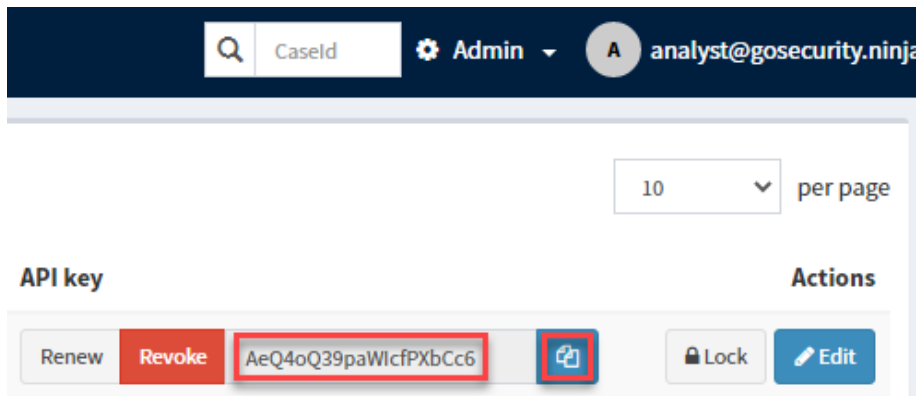 CaseId Admin A analyst@gosecurity.ninja
10 per page
API key Actions
Renew Revoke AeQ4oQ39paWIcfPXbCc6 Lock Edit